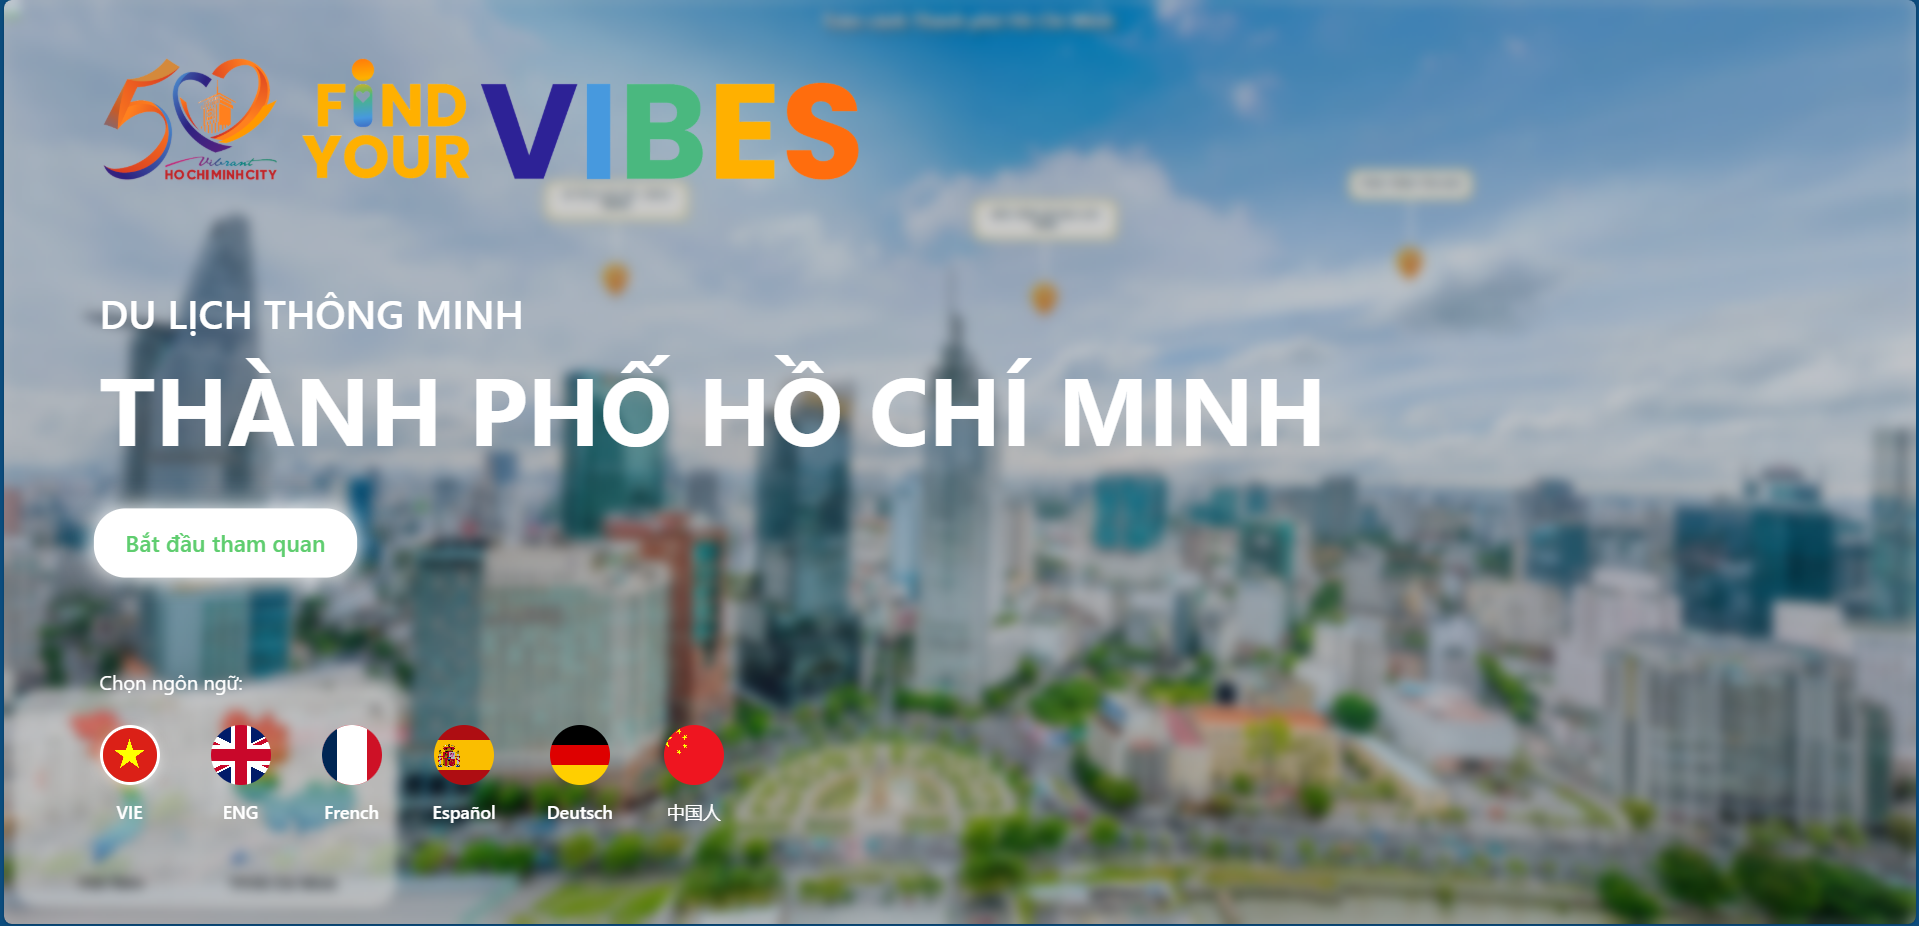 50
Vibrant
HO CHI MINH CITY
FiND
YOUR
VIBES
DU LỊCH THÔNG MINH
THÀNH PHỐ HỒ CHÍ MINH
Bắt đầu tham quan
Chọn ngôn ngữ:
VIE ENG French Español Deutsch 中国人